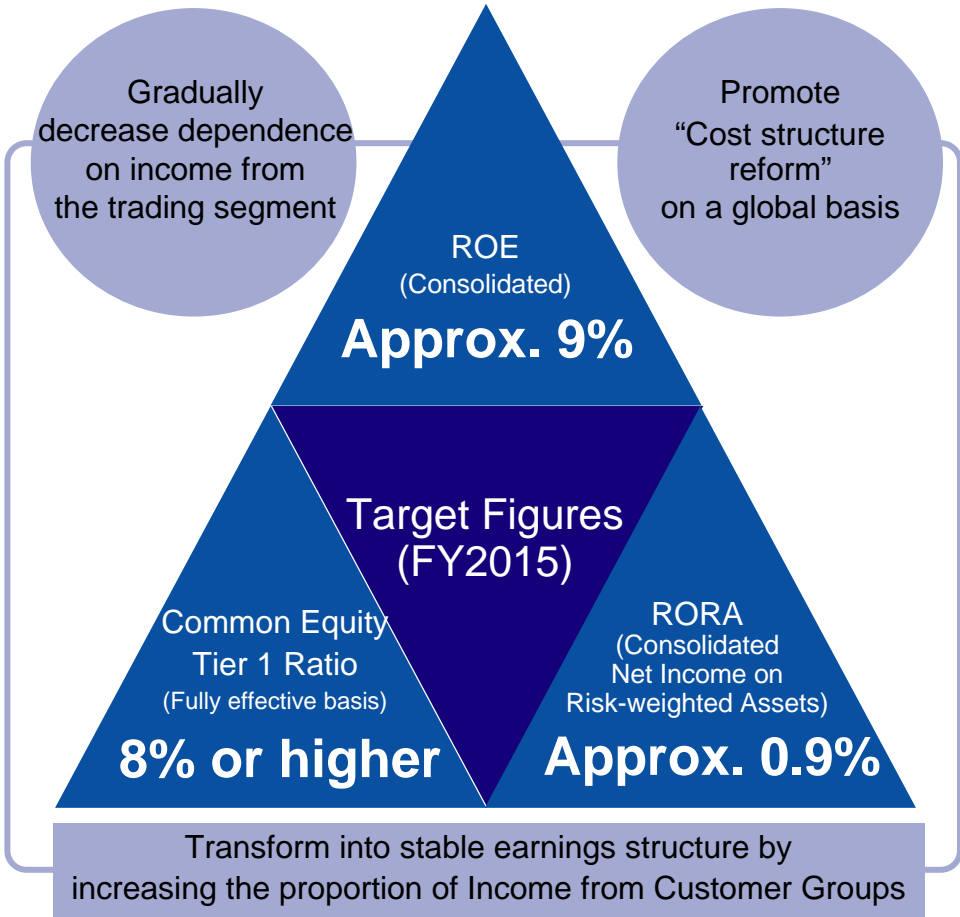 Gradually
decrease dependence
on income from
the trading segment
Promote
“Cost structure
reform”
on a global basis
ROE
(Consolidated)
Approx. 9%
Target Figures
(FY2015)
Common Equity
Tier 1 Ratio
(Fully effective basis)
8% or higher
RORA
(Consolidated
Net Income on
Risk-weighted Assets)
Approx. 0.9%
Transform into stable earnings structure by
increasing the proportion of Income from Customer Groups